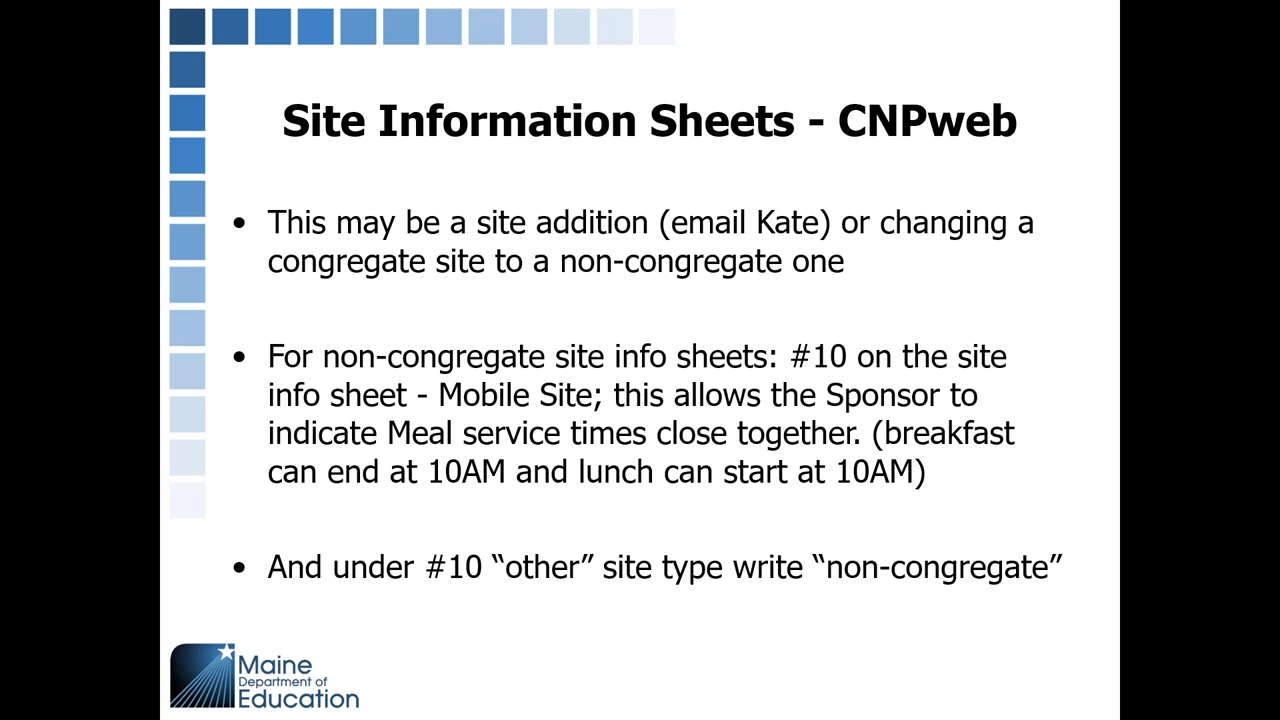 Site Information Sheets - CNPweb
• This may be a site addition (email Kate) or changing a
congregate site to a non-congregate one
• For non-congregate site info sheets: #10 on the site
info sheet - Mobile Site; this allows the Sponsor to
indicate Meal service times close together. (breakfast
can end at 10AM and lunch can start at 10AM)
• And under #10 “other” site type write “non-congregate”
Maine
Department of
Education